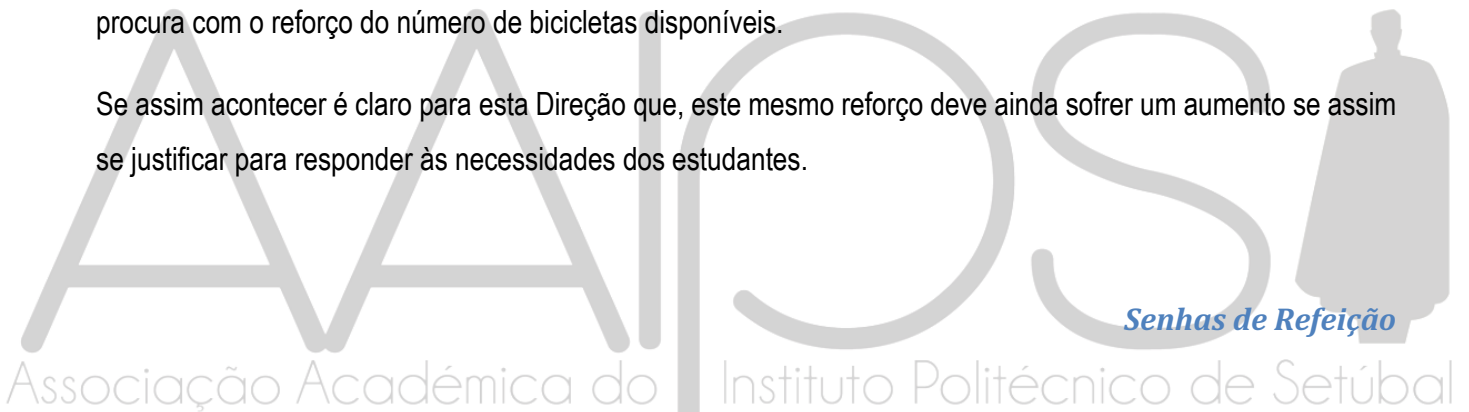 procura com o reforço do número de bicicletas disponíveis.
Se assim acontecer é claro para esta Direção que, este mesmo reforço deve ainda sofrer um aumento se assim
se justificar para responder às necessidades dos estudantes.
AAIPS
Senhas de Refeição
Associação Académica do Instituto Politécnico de Setúbal